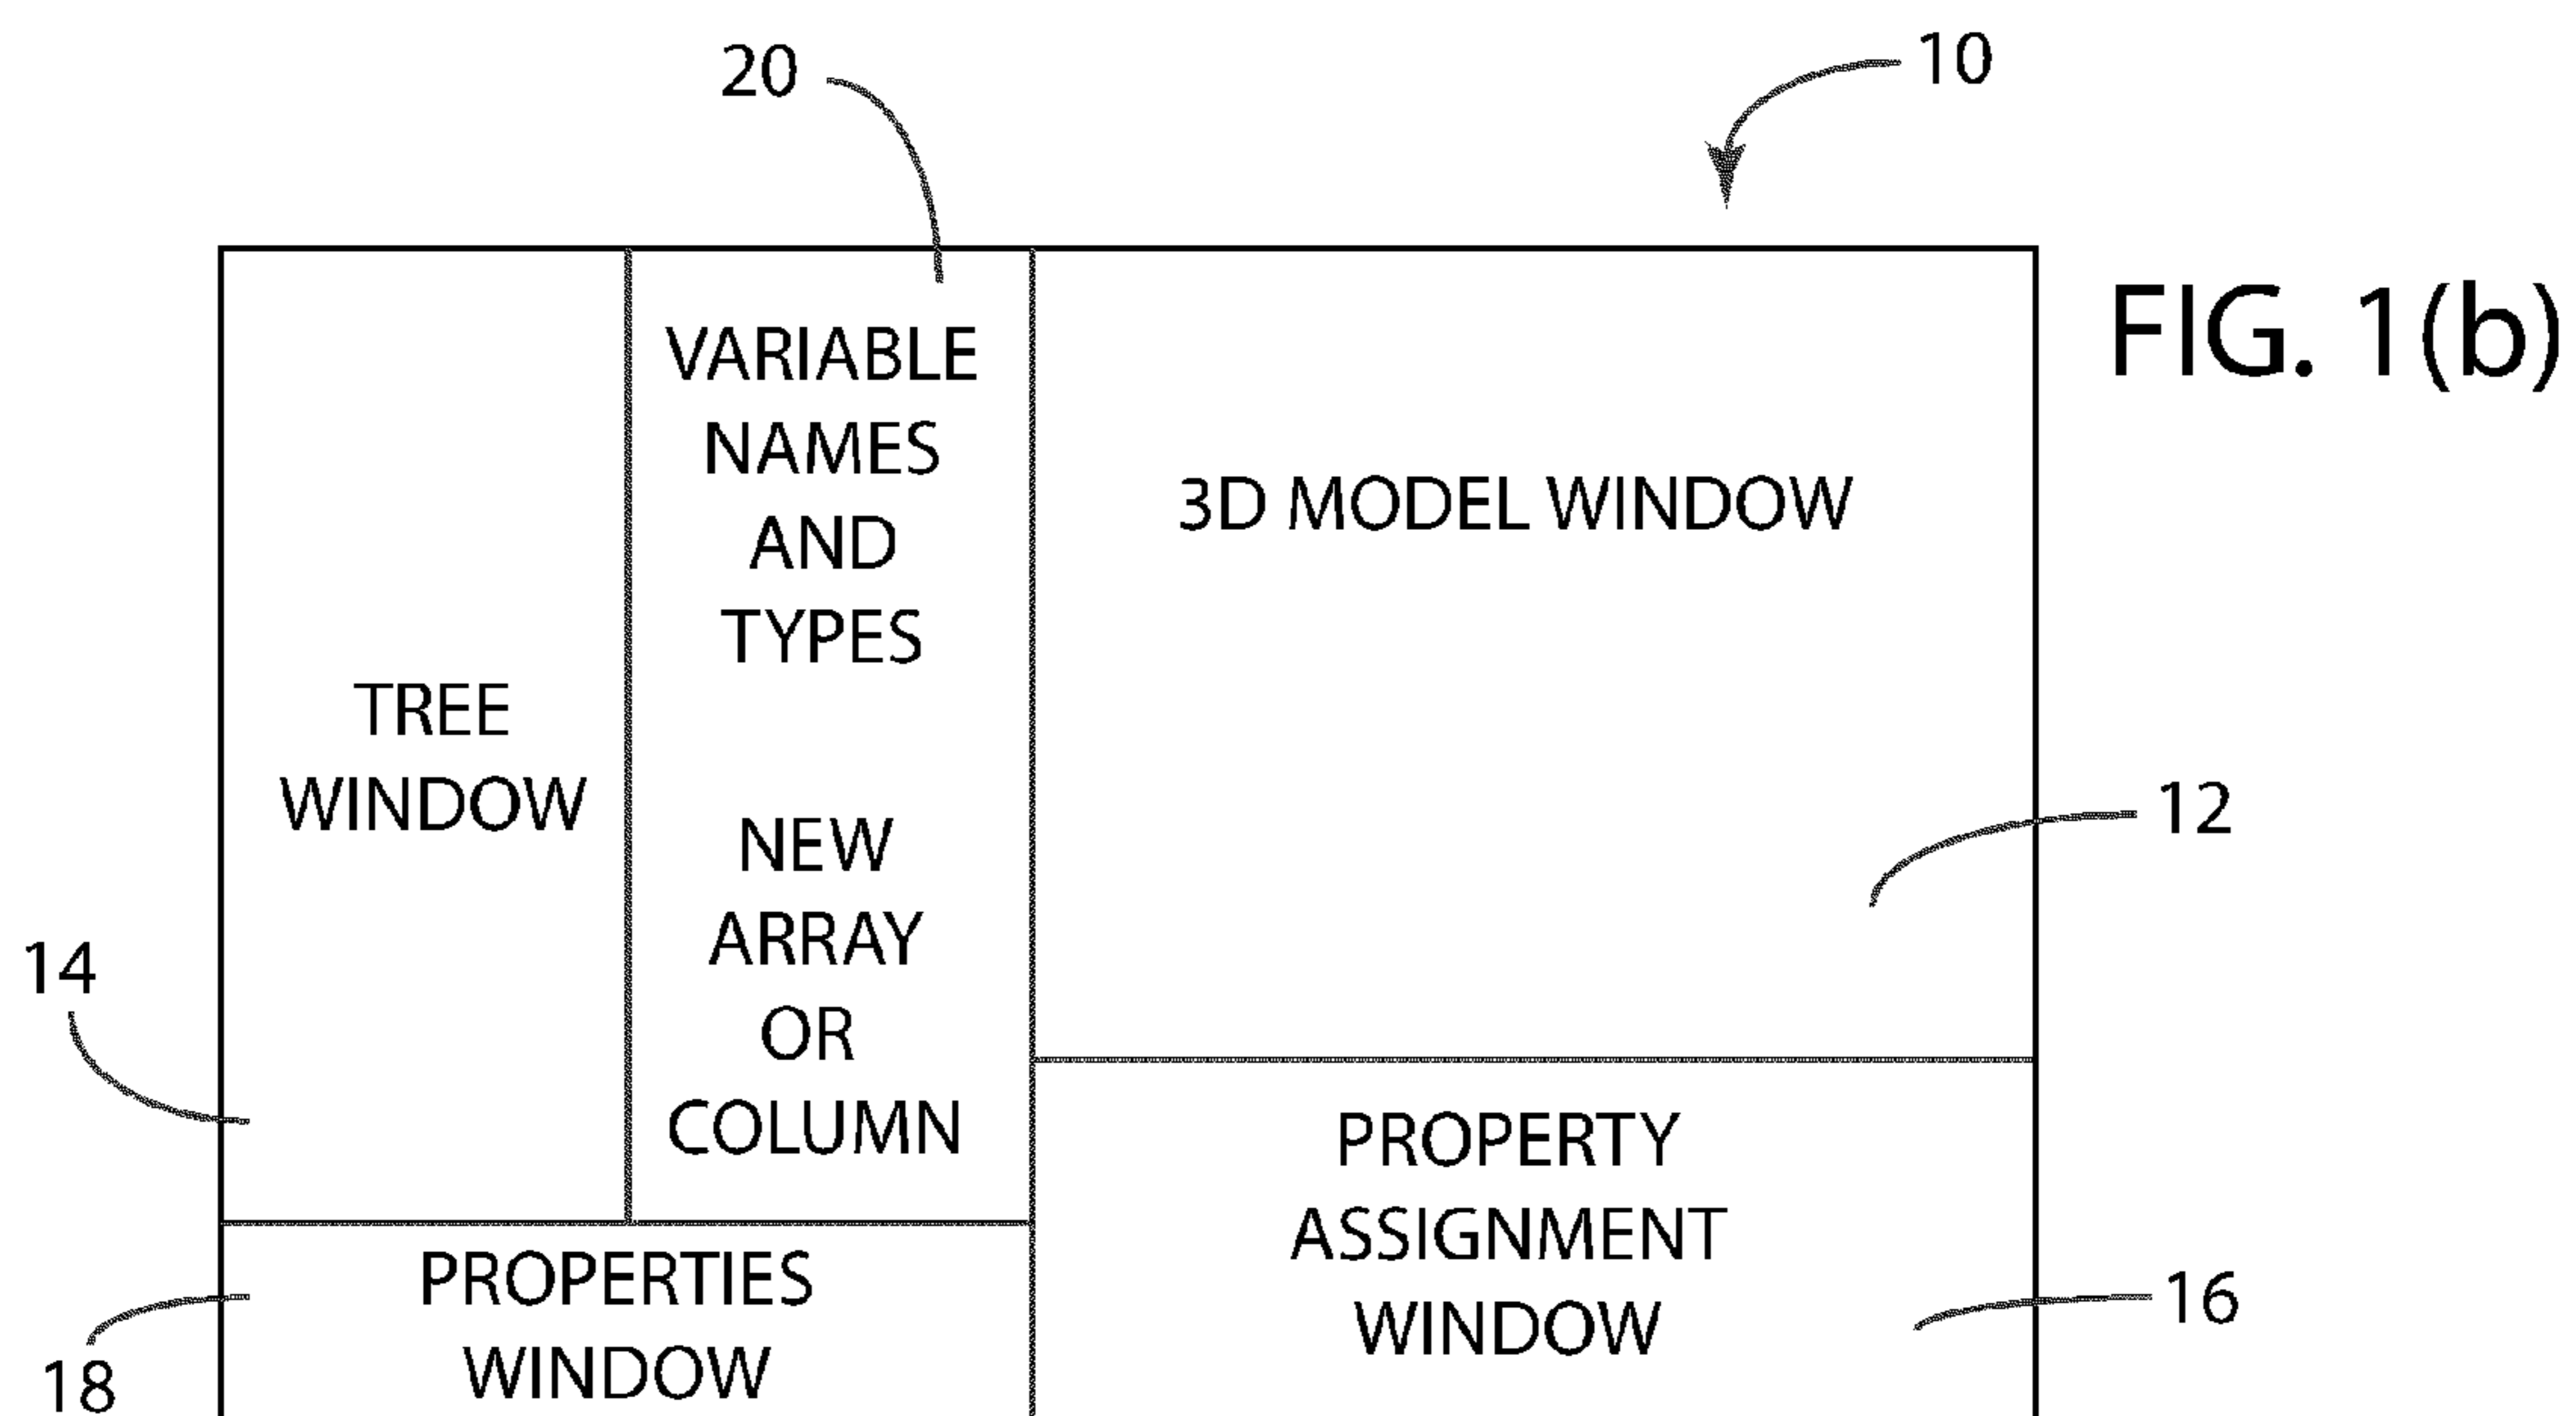 20
10
FIG. 1(b)
VARIABLE
NAMES
AND
TYPES
NEW
ARRAY
OR
COLUMN
3D MODEL WINDOW
TREE
WINDOW
12
14
PROPERTY
ASSIGNMENT
WINDOW
16
PROPERTIES
WINDOW
18